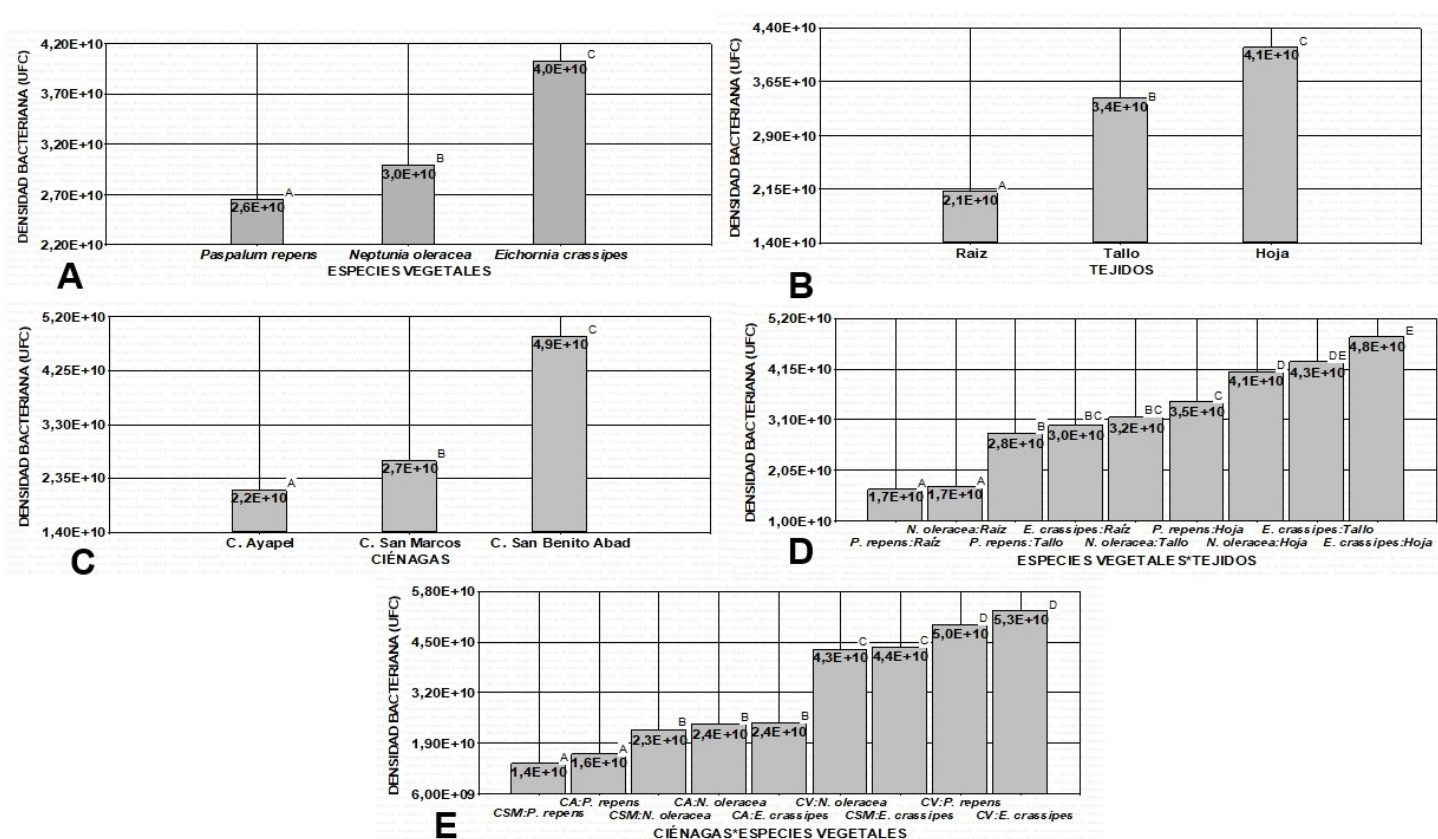 DENSIDAD BACTERIANA (UFC)
4,20E+10
3,70E+10
3,20E+10
2,70E+10
2,20E+10
2,6E+10 A
3,0E+10 B
4,0E+10 C
Paspalum repens Neptunia oleracea Eichornia crassipes
ESPECIES VEGETALES
A
DENSIDAD BACTERIANA (UFC)
4,40E+10
3,65E+10
2,90E+10
2,15E+10
1,40E+10
2,1E+10 A
3,4E+10 B
4,1E+10 C
Raiz Tallo Hoja
TEJIDOS
B
DENSIDAD BACTERIANA (UFC)
5,20E+10
4,25E+10
3,30E+10
2,35E+10
1,40E+10
2,2E+10 A
2,7E+10 B
4,9E+10 C
C. Ayapel C. San Marcos C. San Benito Abad
CIÉNAGAS
C
DENSIDAD BACTERIANA (UFC)
5,20E+10
4,15E+10
3,10E+10
2,05E+10
1,00E+10
1,7E+10 A
1,7E+10 A
2,8E+10 B
3,0E+10 BC
3,2E+10 BC
3,5E+10 C
4,1E+10 D
4,3E+10 DE
4,8E+10 E
N. oleracea:Raiz E. crassipes:Raíz P. repens:Hoja E. crassipes:Tallo
P. repens:Raíz P. repens:Tallo N. oleracea:Tallo N. oleracea:Hoja E. crassipes:Hoja
ESPECIES VEGETALES*TEJIDOS
D
DENSIDAD BACTERIANA (UFC)
5,80E+10
4,50E+10
3,20E+10
1,90E+10
6,00E+09
1,4E+10 A
1,6E+10 A
2,3E+10 B
2,4E+10 B
2,4E+10 B
4,3E+10 C
4,4E+10 C
5,0E+10 D
5,3E+10 D
CA:P. repens CA:N. oleracea CV:N. oleracea CV:P. repens
CSM:P. repens CSM:N. oleracea CA:E. crassipes CSM:E. crassipes CV:E. crassipes
CIÉNAGAS*ESPECIES VEGETALES
E